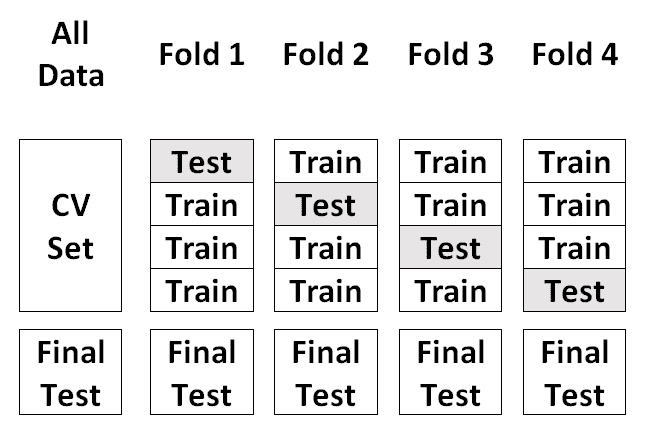 All
Data
Fold 1 Fold 2 Fold 3 Fold 4
CV
Set
Test Train Train Train
Train Test Train Train
Train Train Test Train
Train Train Train Test
Final Final Final Final Final
Test Test Test Test Test